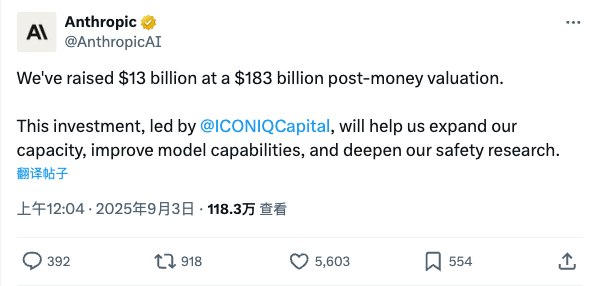 Anthropic
@AnthropicAI
We've raised $13 billion at a $183 billion post-money valuation.
This investment, led by @ICONIQCapital, will help us expand our
capacity, improve model capabilities, and deepen our safety research.
翻译帖子
上午12:04 · 2025年9月3日 · 118.3万 查看
392 918 5,603 554